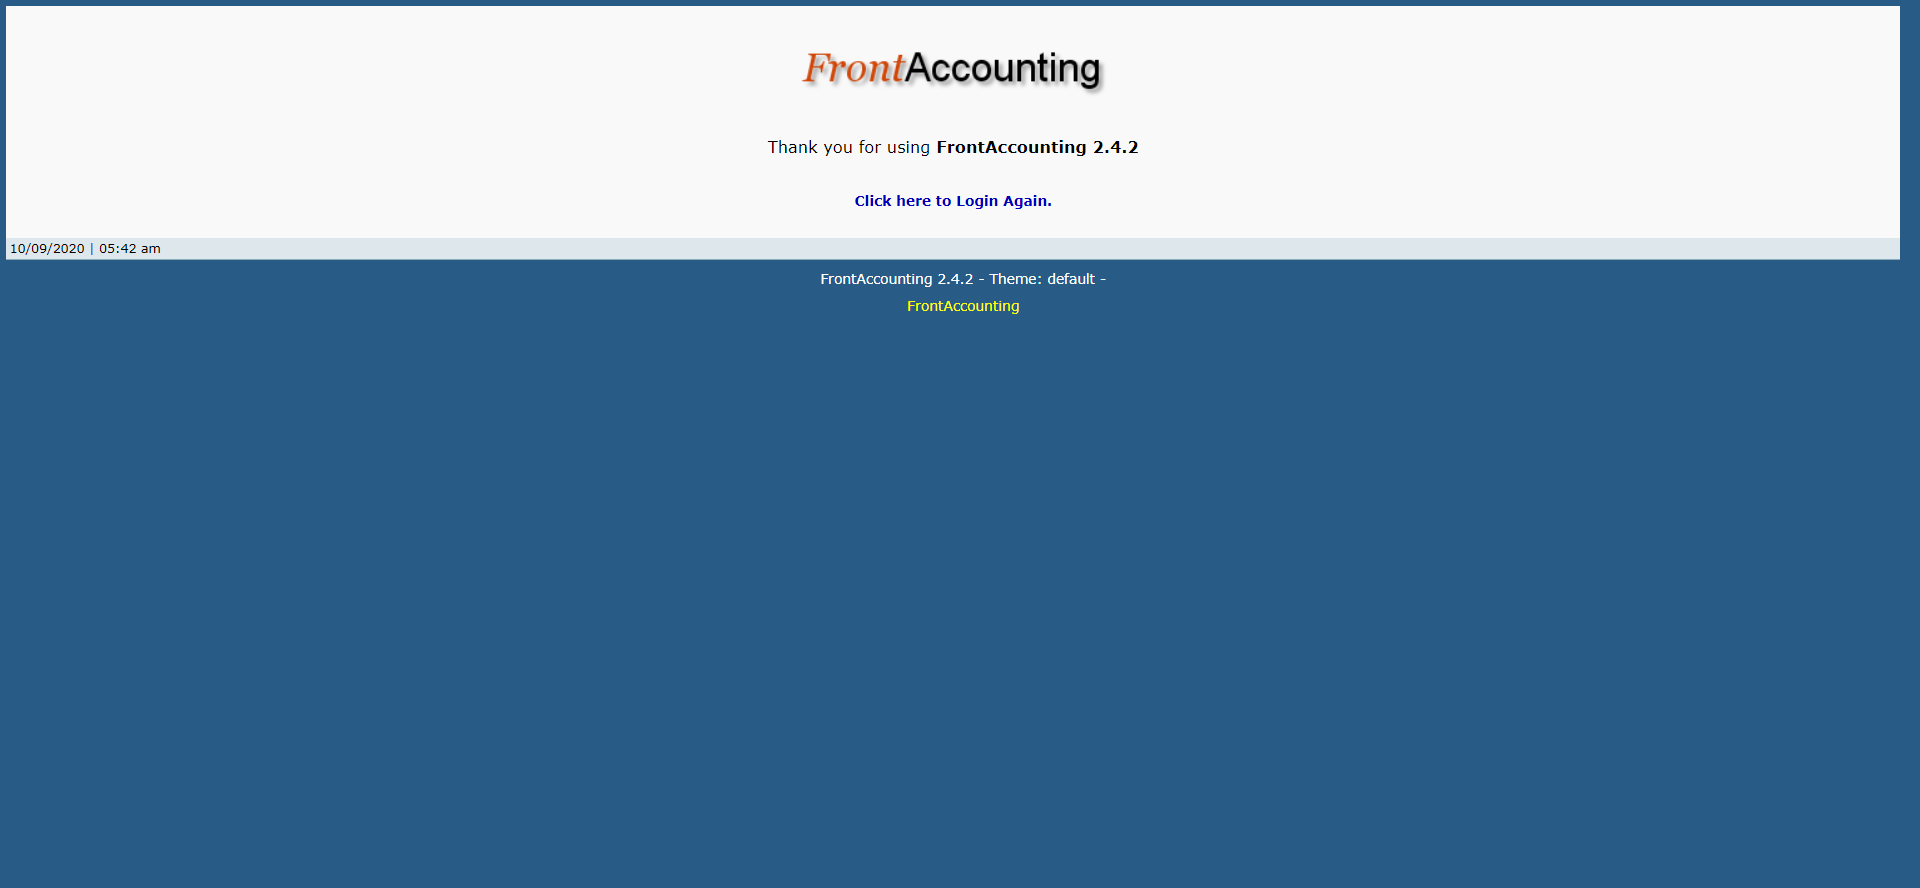 FrontAccounting
Thank you for using FrontAccounting 2.4.2
Click here to Login Again.
10/09/2020 | 05:42 am
FrontAccounting 2.4.2 - Theme: default -
FrontAccounting